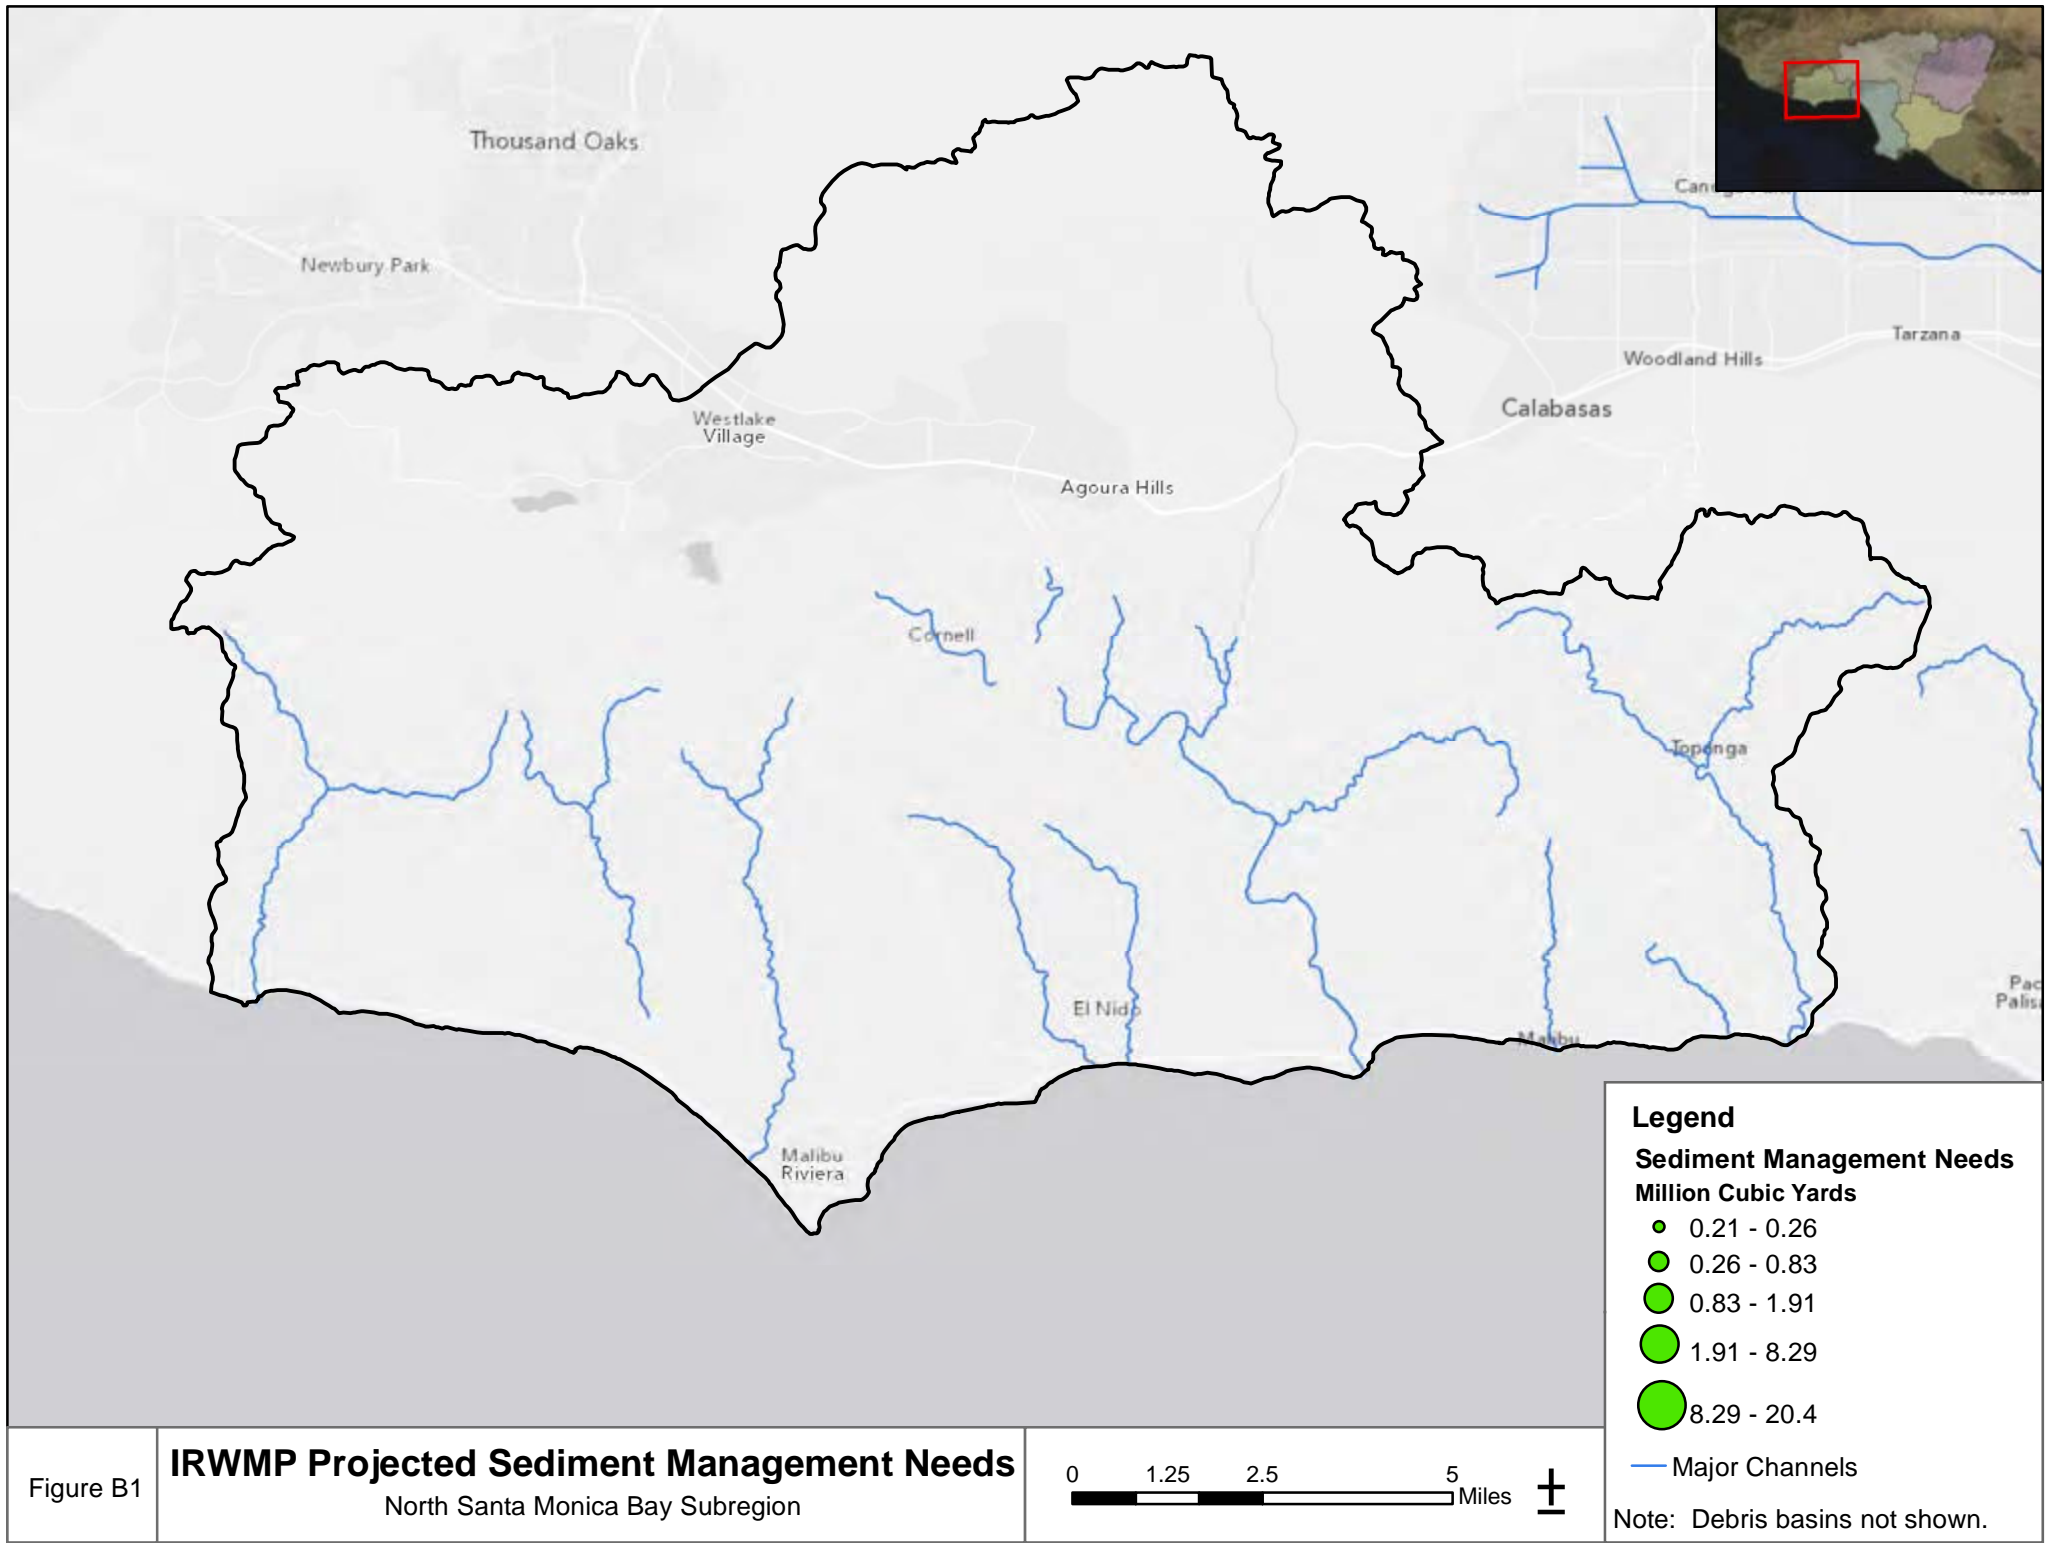 Thousand Oaks
Newbury Park
Tarzana
Woodland Hills
Calabasas
Westlake
Village
Agoura Hills
Cornell
Topanga
El Nido
Malibu
Malibu
Riviera
Pac
Palis
Legend
Sediment Management Needs
Million Cubic Yards
0.21 - 0.26
0.26 - 0.83
0.83 - 1.91
1.91 - 8.29
8.29 - 20.4
Major Channels
Note: Debris basins not shown.
Figure B1
IRWMP Projected Sediment Management Needs
North Santa Monica Bay Subregion
0 1.25 2.5 5
Miles